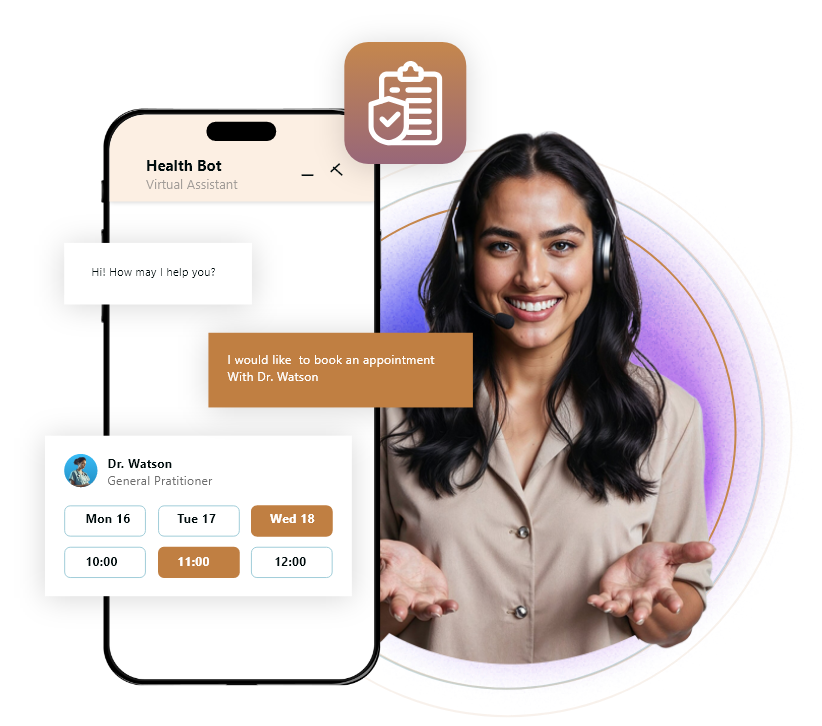 Health Bot
Virtual Assistant
Hi! How may I help you?
I would like  to book an appointment
With Dr. Watson
Dr. Watson
General Pratitioner
Mon 16 Tue 17 Wed 18
10:00 11:00 12:00